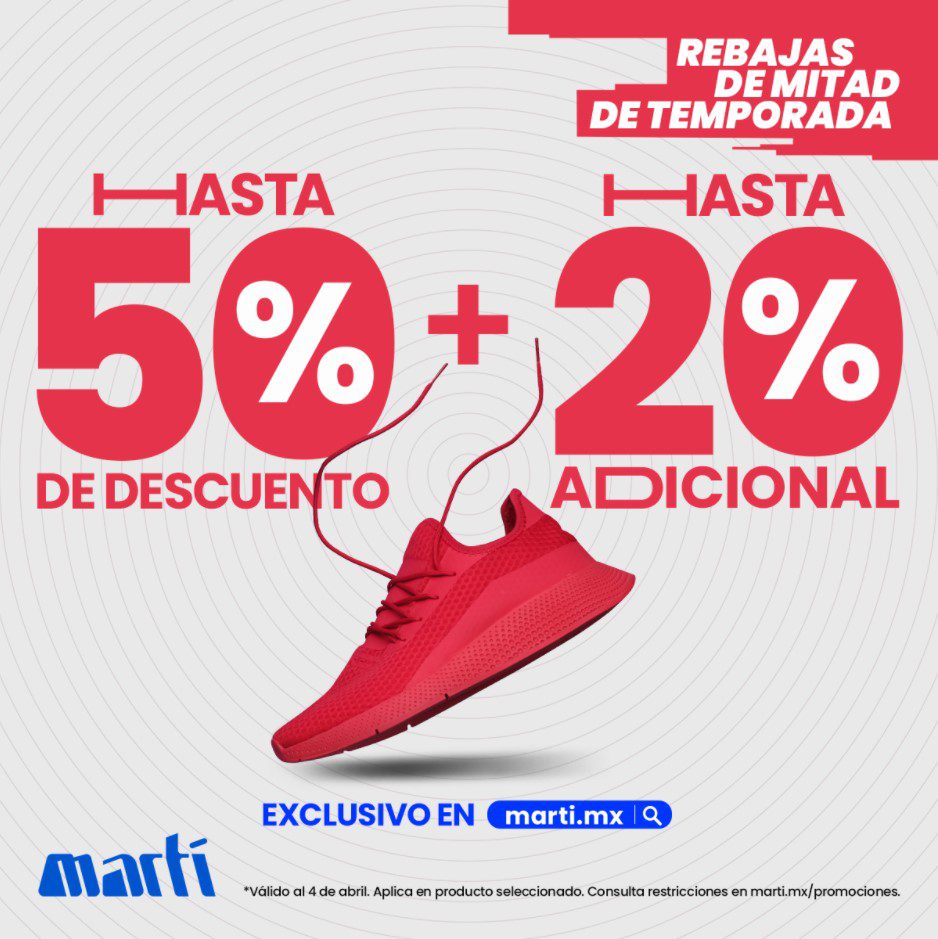 REBAJAS
DE MITAD
DE TEMPORADA
HASTA
50%
DE DESCUENTO
+
HASTA
20%
ADICIONAL
EXCLUSIVO EN marti.mx
martí
*Válido al 4 de abril. Aplica en producto seleccionado. Consulta restricciones en marti.mx/promociones.